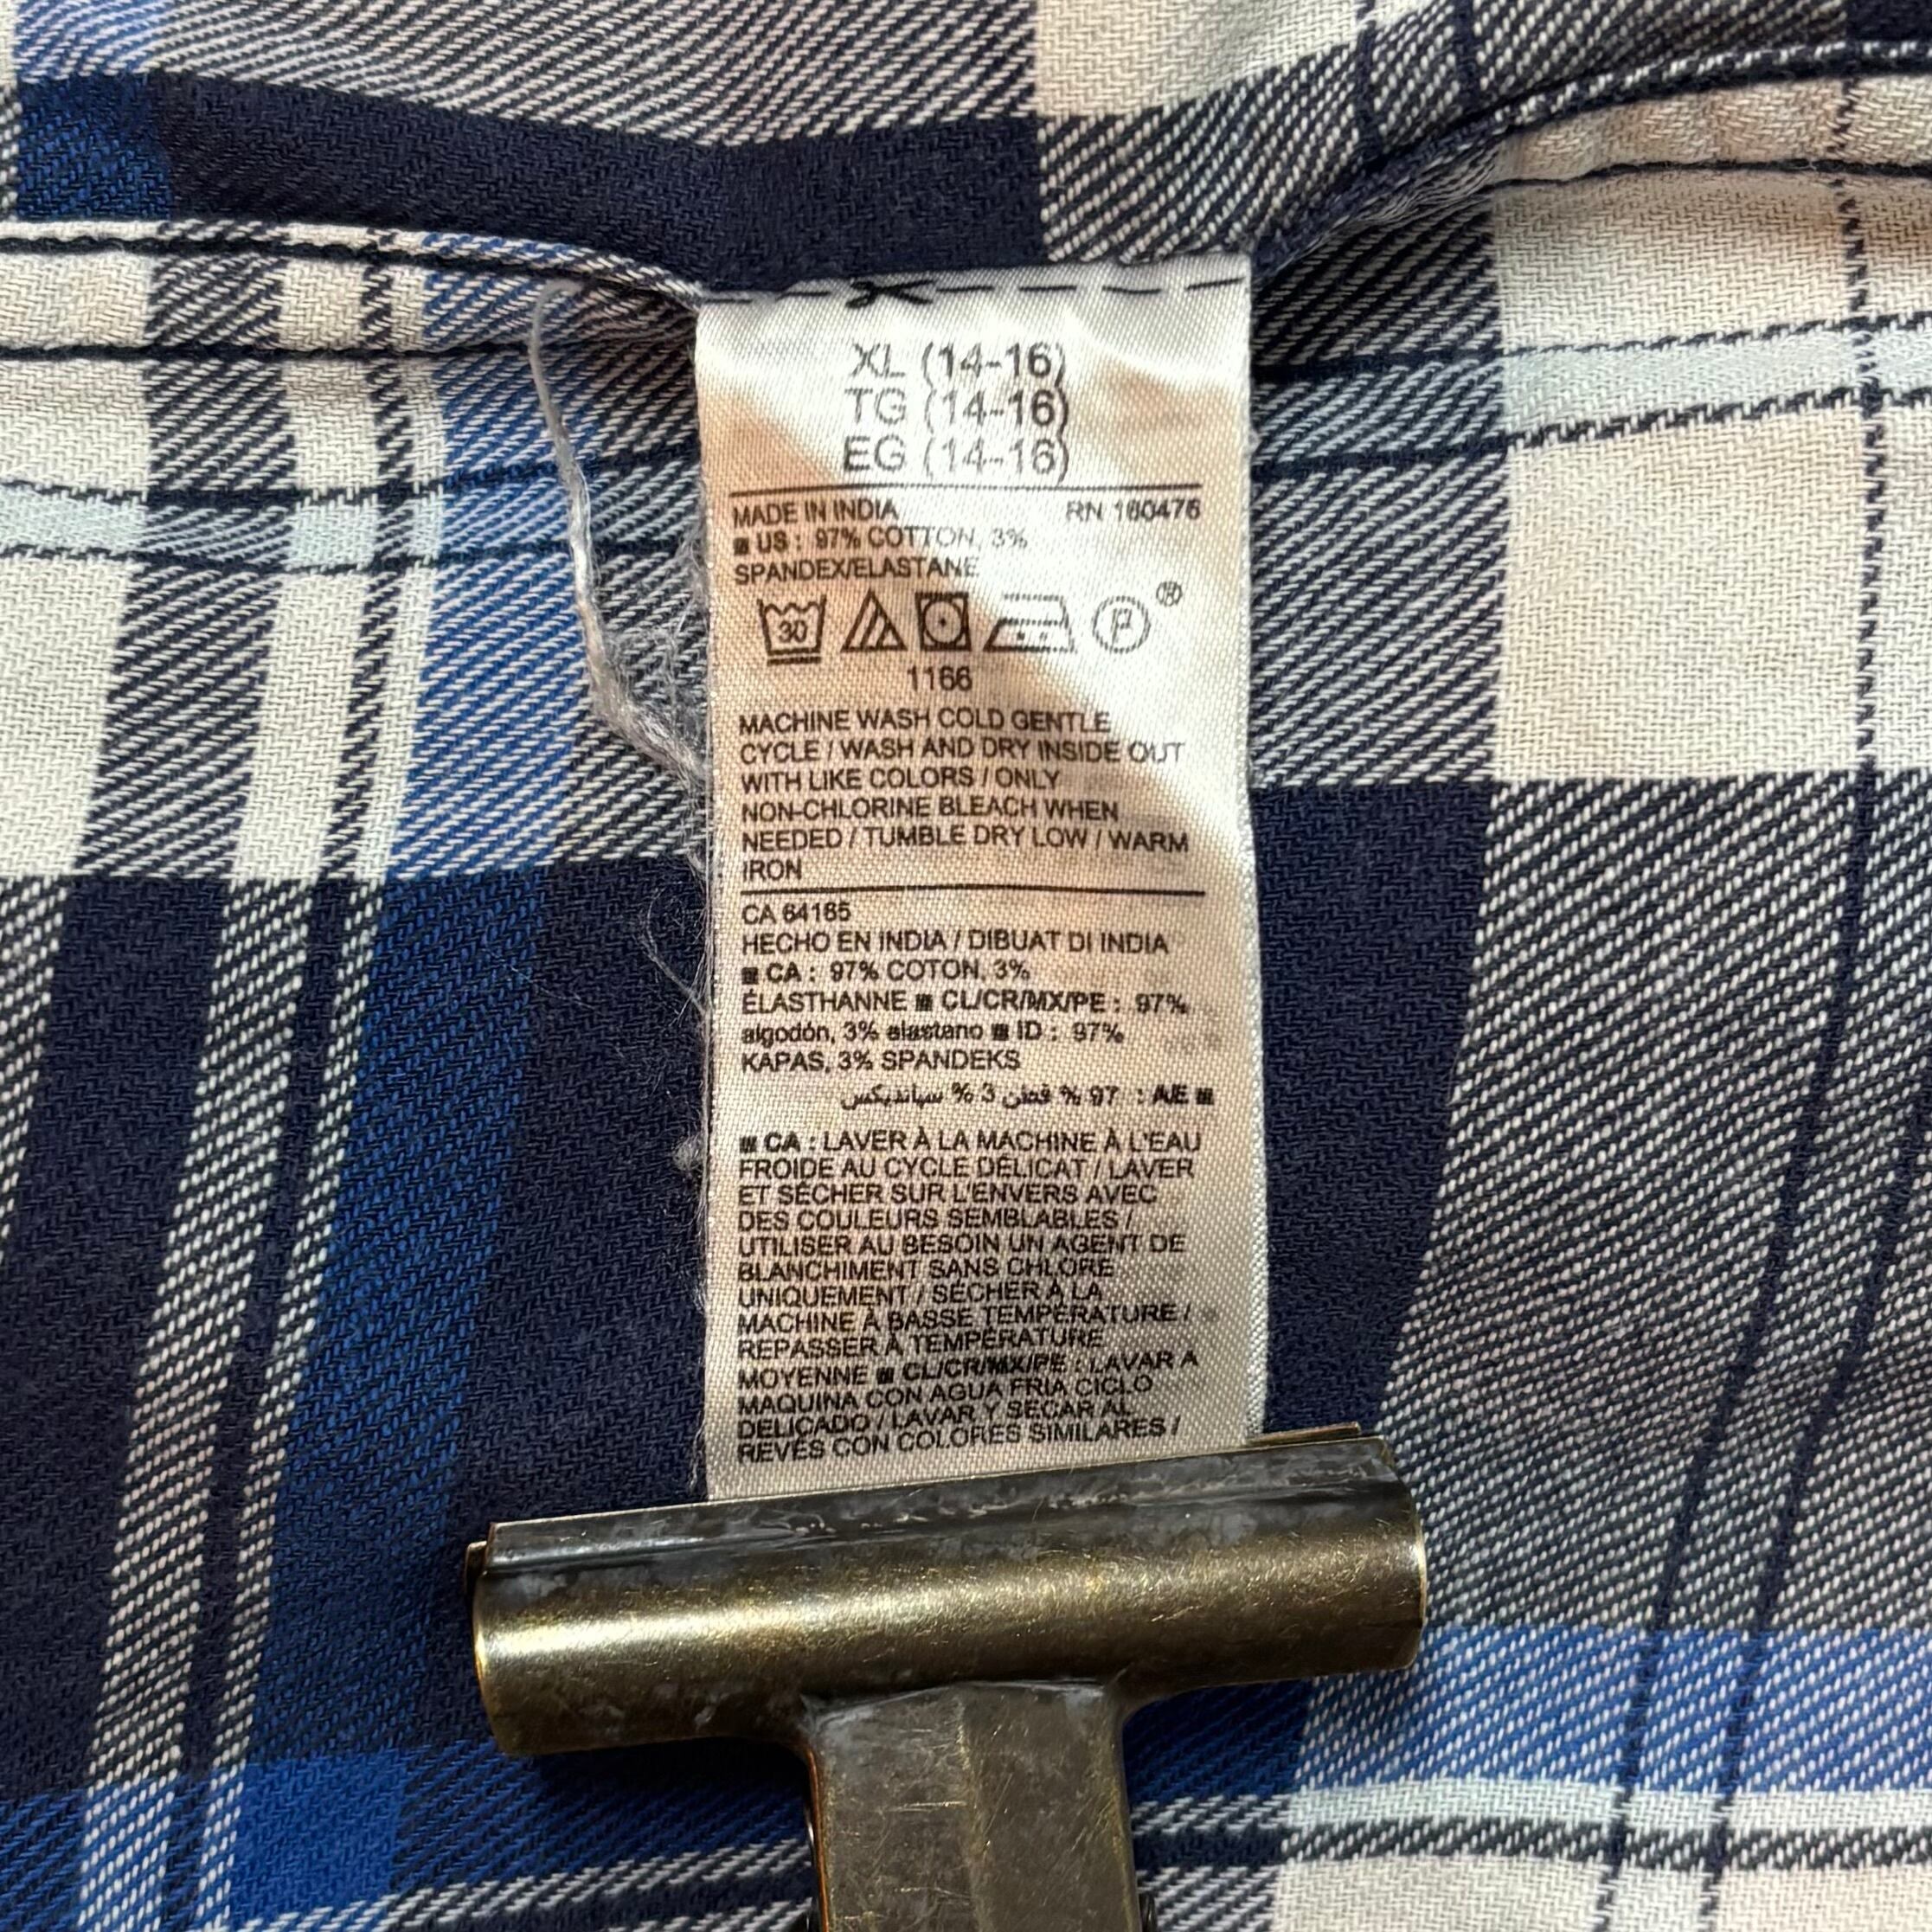 XL (14-16)
TG (14-16)
EG (14-16)
MADE IN INDIA RN 160476
■ US : 97% COTTON, 3%
SPANDEX/ELASTANE
30 P ®
1166
MACHINE WASH COLD GENTLE
CYCLE / WASH AND DRY INSIDE OUT
WITH LIKE COLORS / ONLY
NON-CHLORINE BLEACH WHEN
NEEDED / TUMBLE DRY LOW / WARM
IRON
CA 64165
HECHO EN INDIA / DIBUAT DI INDIA
■ CA : 97% COTON, 3%
ÉLASTHANNE ■ CL/CR/MX/PE : 97%
algodón, 3% elastano ■ ID : 97%
KAPAS, 3% SPANDEKS
■ AE : 97 % قطن 3 % سپانديكس
■ CA : LAVER À LA MACHINE À L'EAU
FROIDE AU CYCLE DÉLICAT / LAVER
ET SÉCHER SUR L'ENVERS AVEC
DES COULEURS SEMBLABLES /
UTILISER AU BESOIN UN AGENT DE
BLANCHIMENT SANS CHLORE
UNIQUEMENT / SÉCHER À LA
MACHINE À BASSE TEMPÉRATURE /
REPASSER À TEMPÉRATURE
MOYENNE ■ CL/CR/MX/PE : LAVAR A
MAQUINA CON AGUA FRIA CICLO
DELICADO / LAVAR Y SECAR AL
REVÉS CON COLORES SIMILARES /